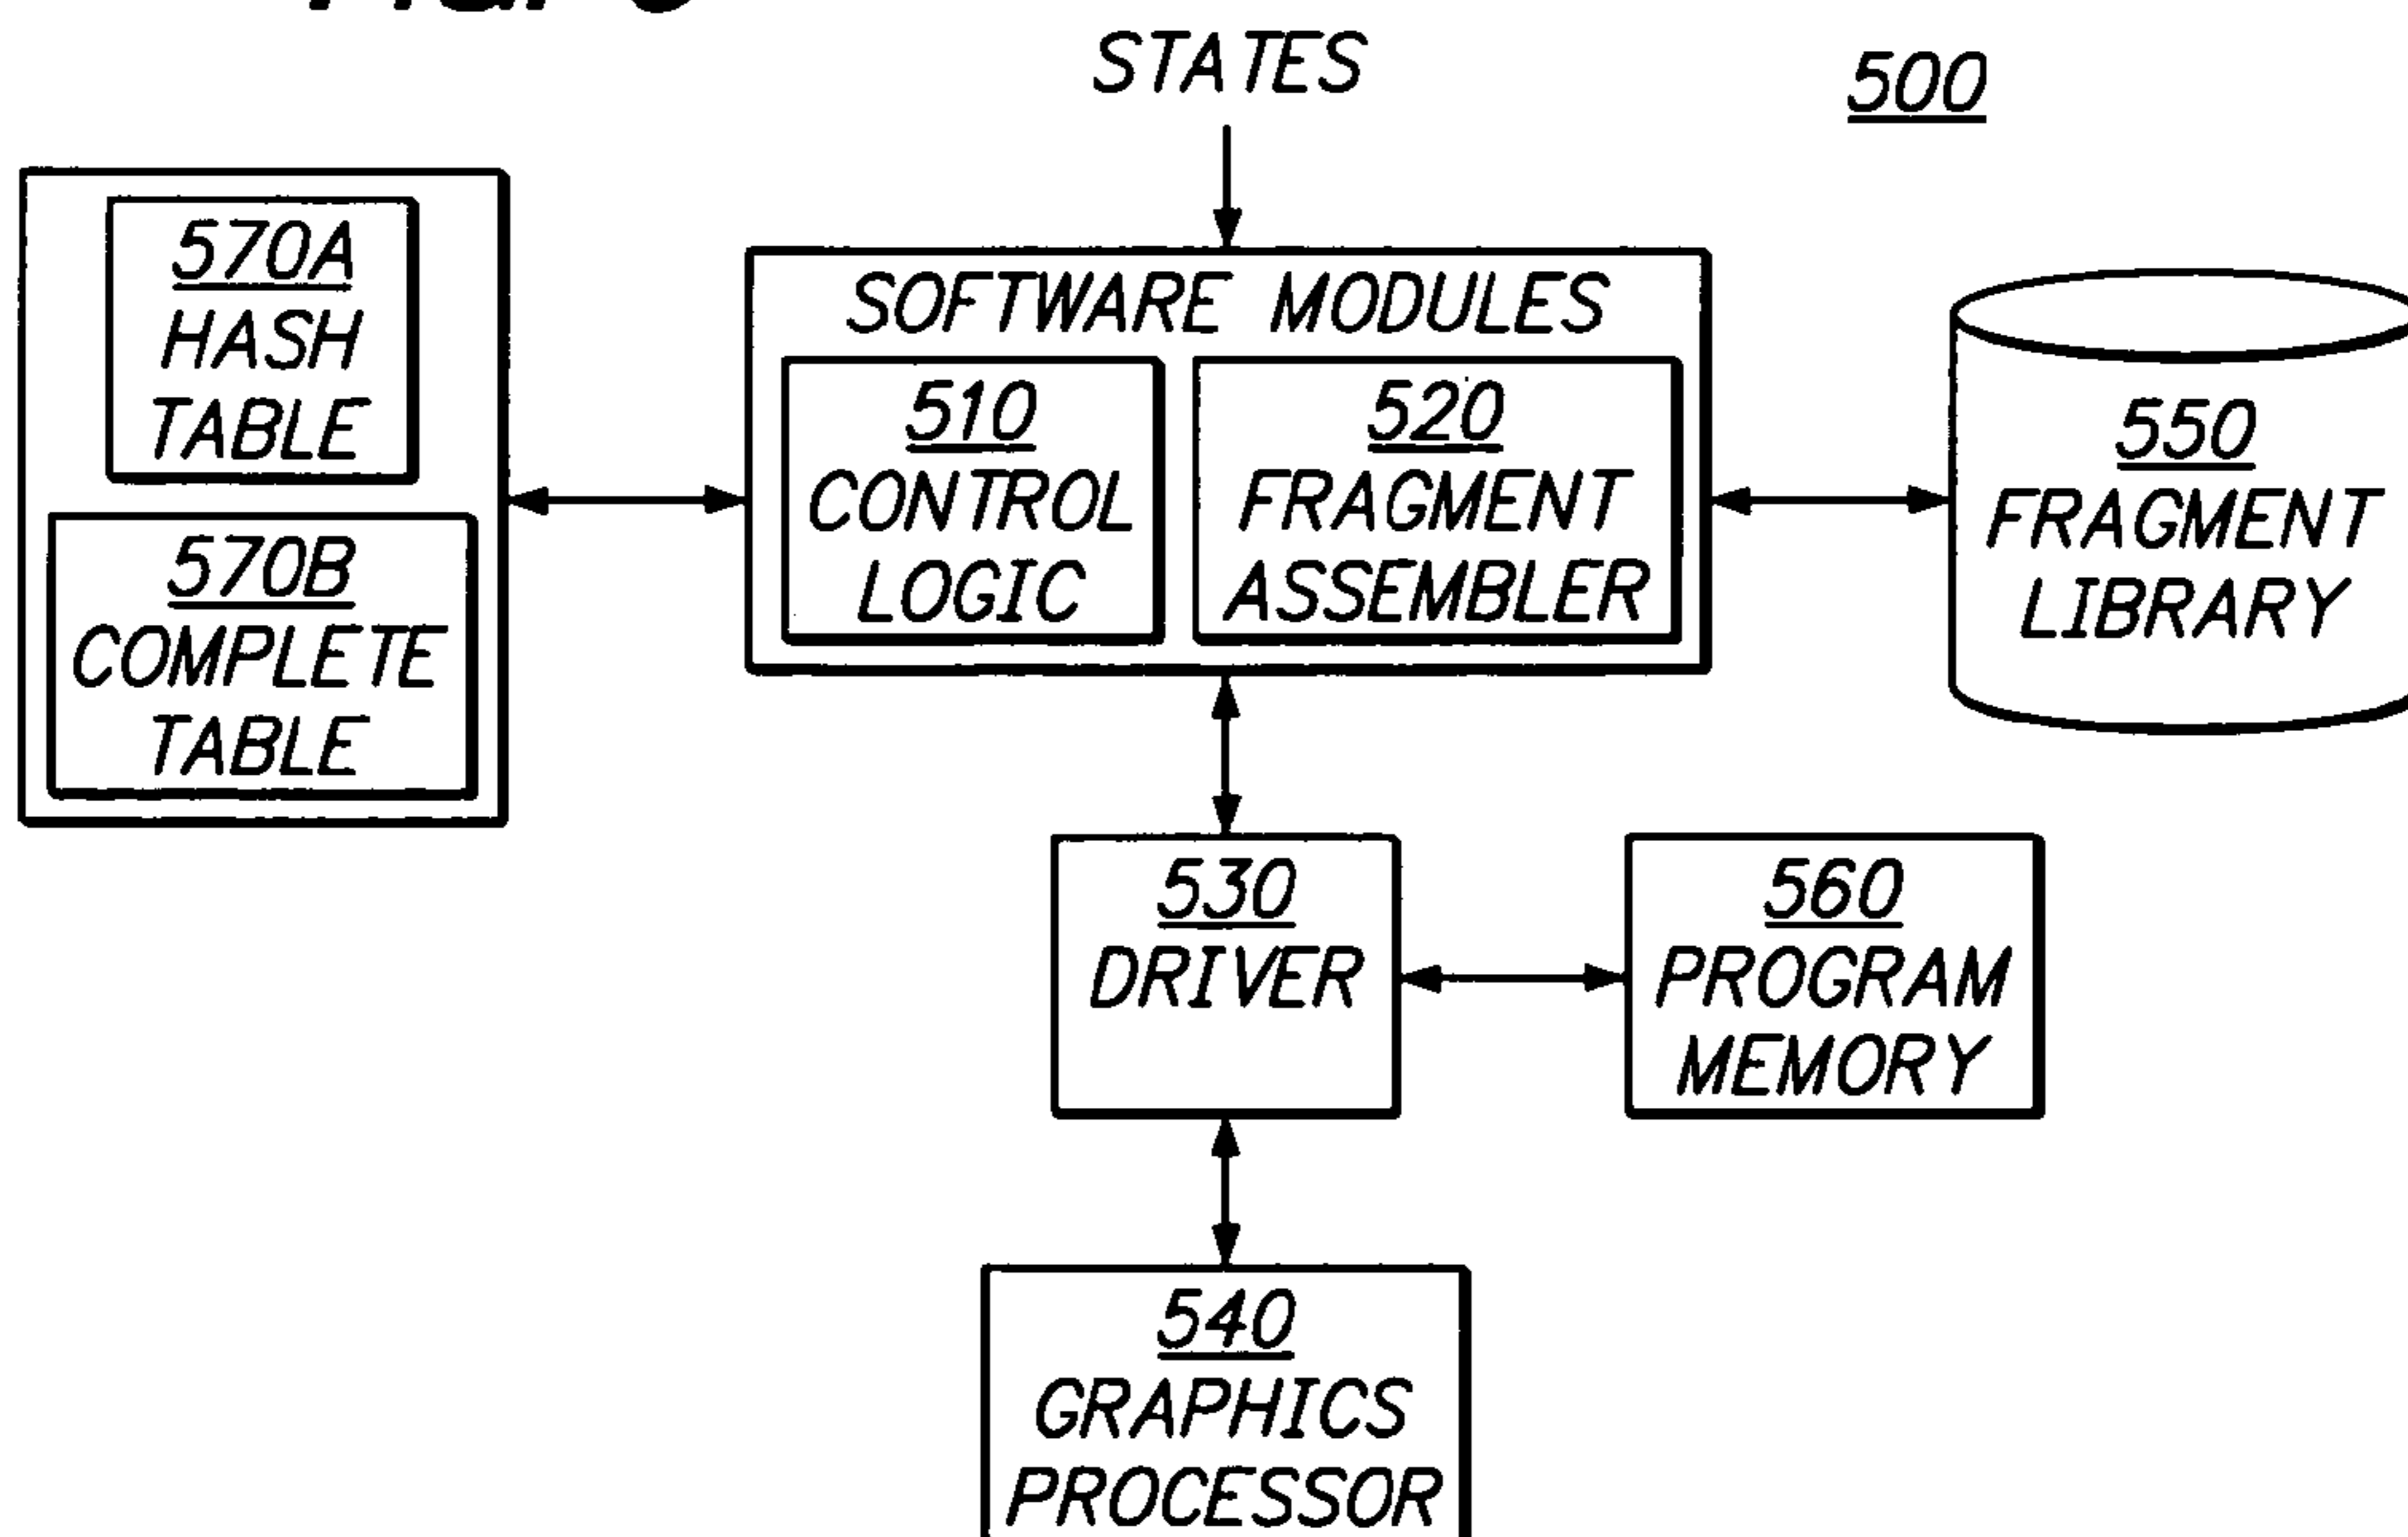 STATES
500
570A
HASH
TABLE
570B
COMPLETE
TABLE
SOFTWARE MODULES
510
CONTROL
LOGIC
520
FRAGMENT
ASSEMBLER
550
FRAGMENT
LIBRARY
530
DRIVER
560
PROGRAM
MEMORY
540
GRAPHICS
PROCESSOR